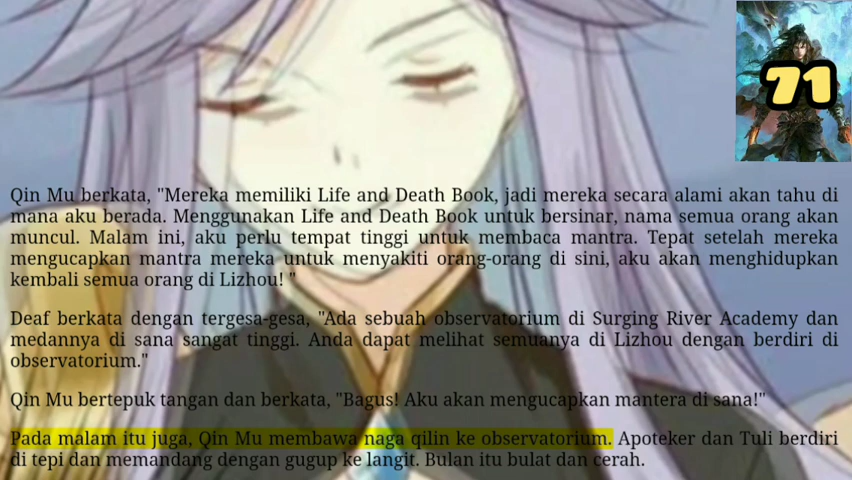 71
Qin Mu berkata, "Mereka memiliki Life and Death Book, jadi mereka secara alami akan tahu di
mana aku berada. Menggunakan Life and Death Book untuk bersinar, nama semua orang akan
muncul. Malam ini, aku perlu tempat tinggi untuk membaca mantra. Tepat setelah mereka
mengucapkan mantra mereka untuk menyakiti orang-orang di sini, aku akan menghidupkan
kembali semua orang di Lizhou! "
Deaf berkata dengan tergesa-gesa, "Ada sebuah observatorium di Surging River Academy dan
medannya di sana sangat tinggi. Anda dapat melihat semuanya di Lizhou dengan berdiri di
observatorium."
Qin Mu bertepuk tangan dan berkata, "Bagus! Aku akan mengucapkan mantera di sana!"
Pada malam itu juga, Qin Mu membawa naga qilin ke observatorium. Apoteker dan Tuli berdiri
di tepi dan memandang dengan gugup ke langit. Bulan itu bulat dan cerah.